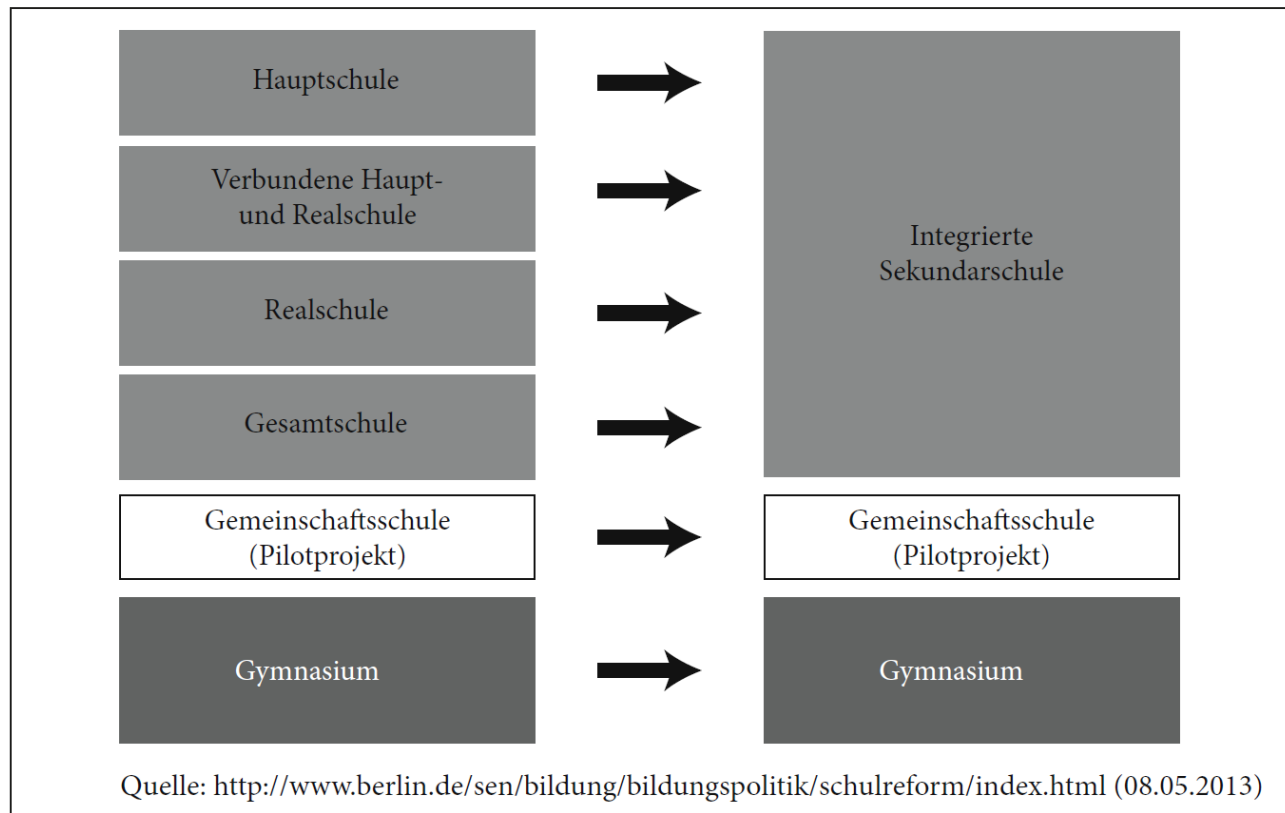 Hauptschule
Verbundene Haupt-
und Realschule
Realschule
Gesamtschule
Gemeinschaftsschule
(Pilotprojekt)
Gymnasium
Integrierte
Sekundarschule
Gemeinschaftsschule
(Pilotprojekt)
Gymnasium
Quelle: http://www.berlin.de/sen/bildung/bildungspolitik/schulreform/index.html (08.05.2013)